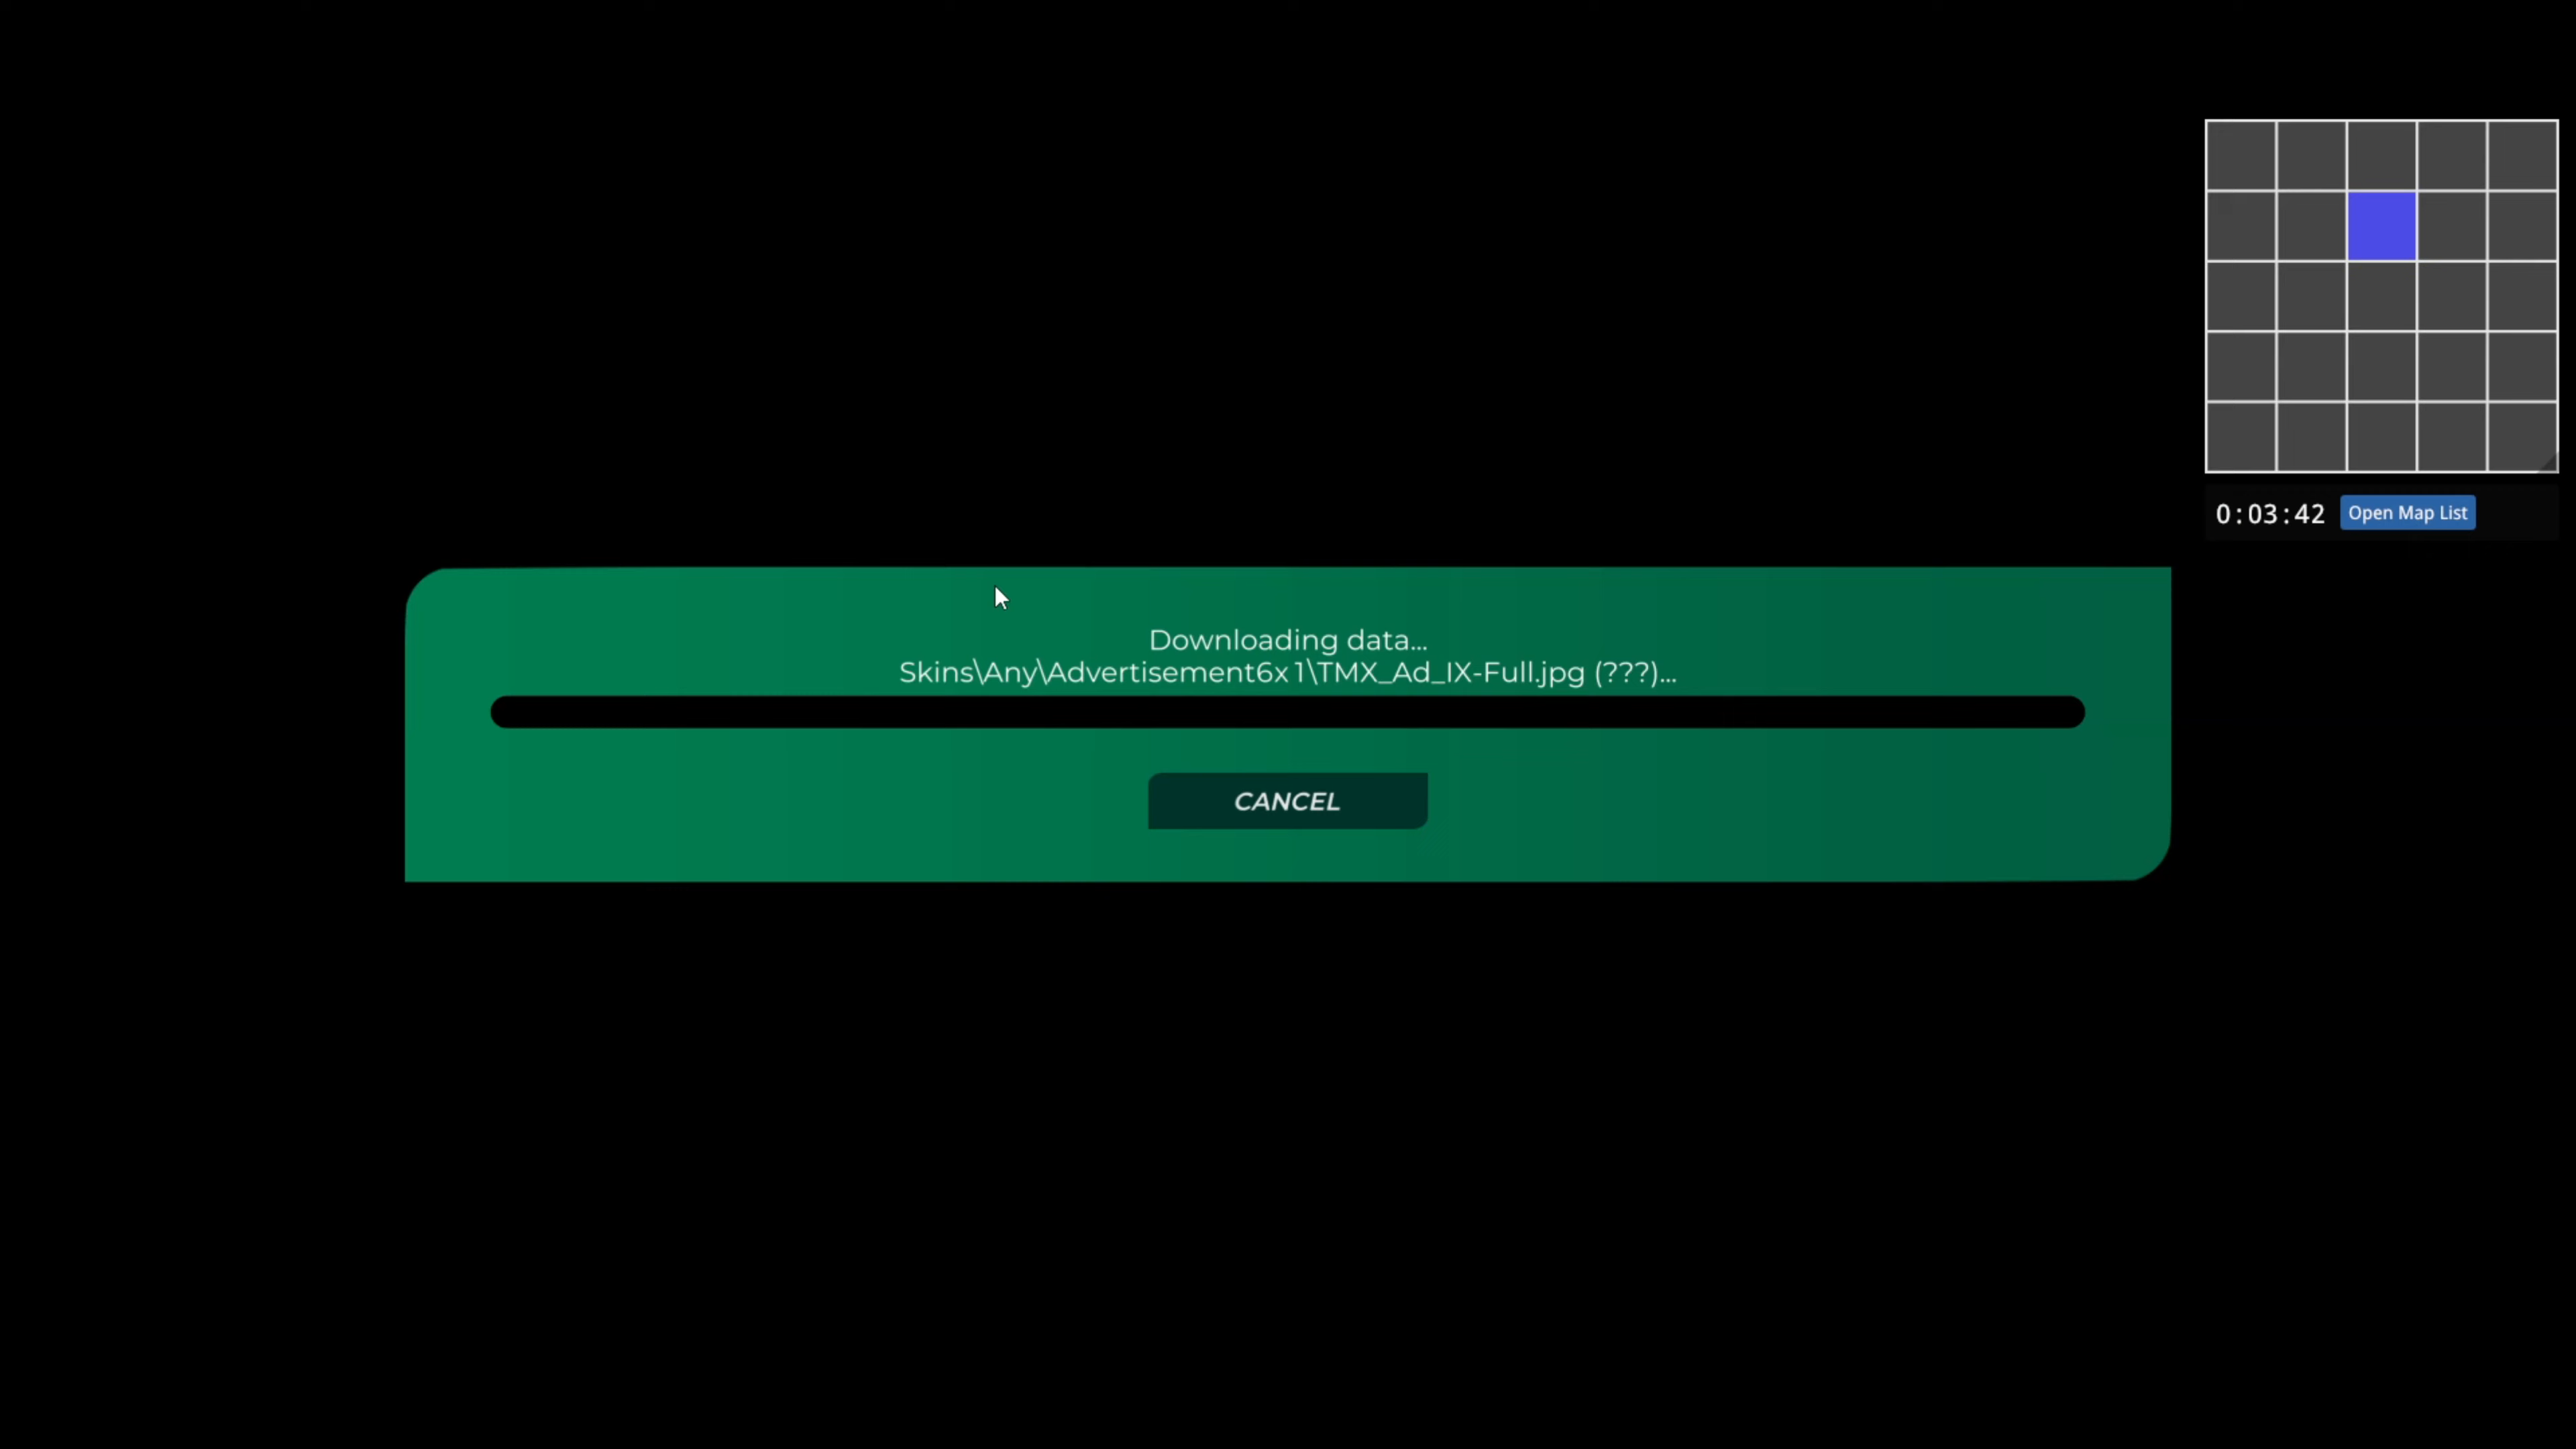 0:03:42 Open Map List
Downloading data...
Skins\Any\Advertisement6x1\TMX_Ad_IX-Full.jpg (???)...
CANCEL